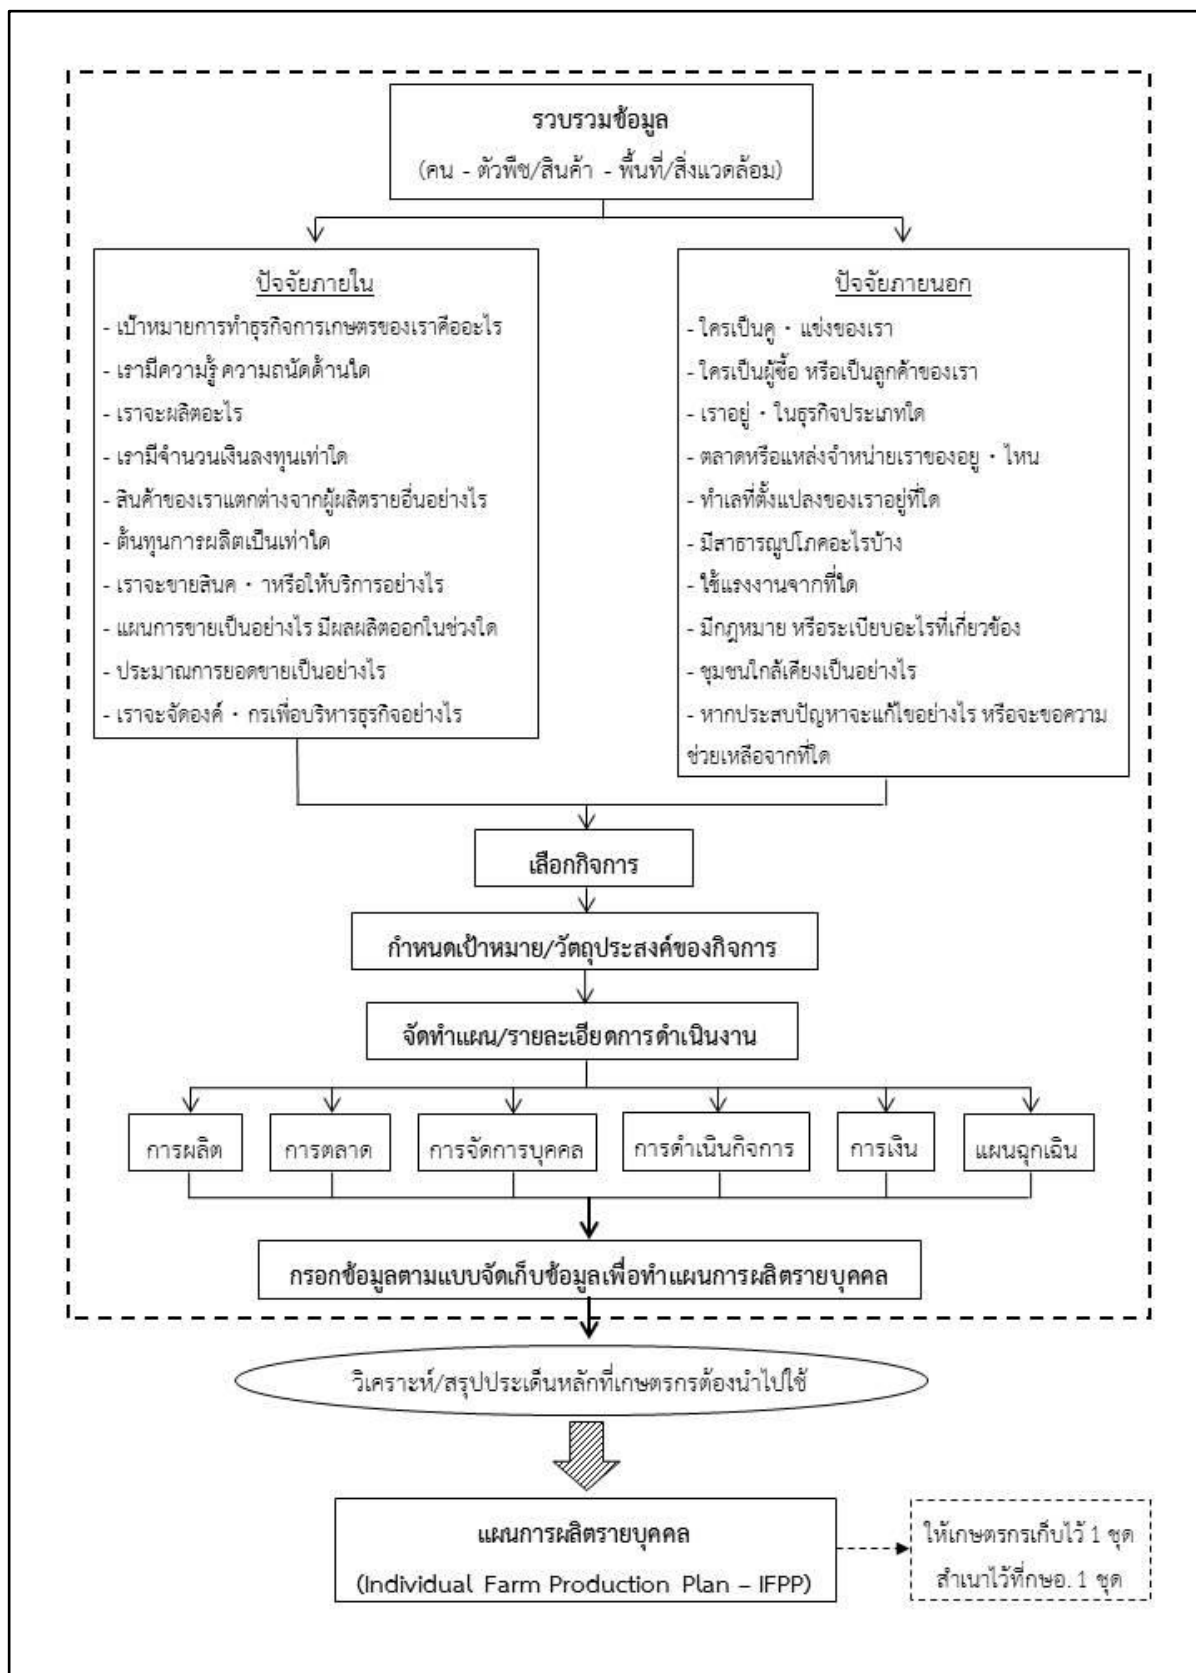 รวบรวมข้อมูล
(คน - ตัวพืช/สินค้า - พื้นที่/สิ่งแวดล้อม)
ปัจจัยภายใน
- เป้าหมายการทำธุรกิจการเกษตรของเราคืออะไร
- เรามีความรู้ ความถนัดด้านใด
- เราจะผลิตอะไร
- เรามีจำนวนเงินลงทุนเท่าใด
- สินค้าของเราแตกต่างจากผู้ผลิตรายอื่นอย่างไร
- ต้นทุนการผลิตเป็นเท่าใด
- เราจะขายสินค · าหรือให้บริการอย่างไร
- แผนการขายเป็นอย่างไร มีผลผลิตออกในช่วงใด
- ประมาณการยอดขายเป็นอย่างไร
- เราจะจัดองค์ · กรเพื่อบริหารธุรกิจอย่างไร
ปัจจัยภายนอก
- ใครเป็นคู · แข่งของเรา
- ใครเป็นผู้ซื้อ หรือเป็นลูกค้าของเรา
- เราอยู่ · ในธุรกิจประเภทใด
- ตลาดหรือแหล่งจำหน่ายเราของอยู · ไหน
- ทำเลที่ตั้งแปลงของเราอยู่ที่ใด
- มีสาธารณูปโภคอะไรบ้าง
- ใช้แรงงานจากที่ใด
- มีกฎหมาย หรือระเบียบอะไรที่เกี่ยวข้อง
- ชุมชนใกล้เคียงเป็นอย่างไร
- หากประสบปัญหาจะแก้ไขอย่างไร หรือจะขอความ
ช่วยเหลือจากที่ใด
เลือกกิจการ
กำหนดเป้าหมาย/วัตถุประสงค์ของกิจการ
จัดทำแผน/รายละเอียดการดำเนินงาน
การผลิต
การตลาด
การจัดการบุคคล
การดำเนินกิจการ
การเงิน
แผนฉุกเฉิน
กรอกข้อมูลตามแบบจัดเก็บข้อมูลเพื่อทำแผนการผลิตรายบุคคล
วิเคราะห์/สรุปประเด็นหลักที่เกษตรกรต้องนำไปใช้
แผนการผลิตรายบุคคล
(Individual Farm Production Plan – IFPP)
ให้เกษตรกรเก็บไว้ 1 ชุด
สำเนาไว้ที่กษอ. 1 ชุด